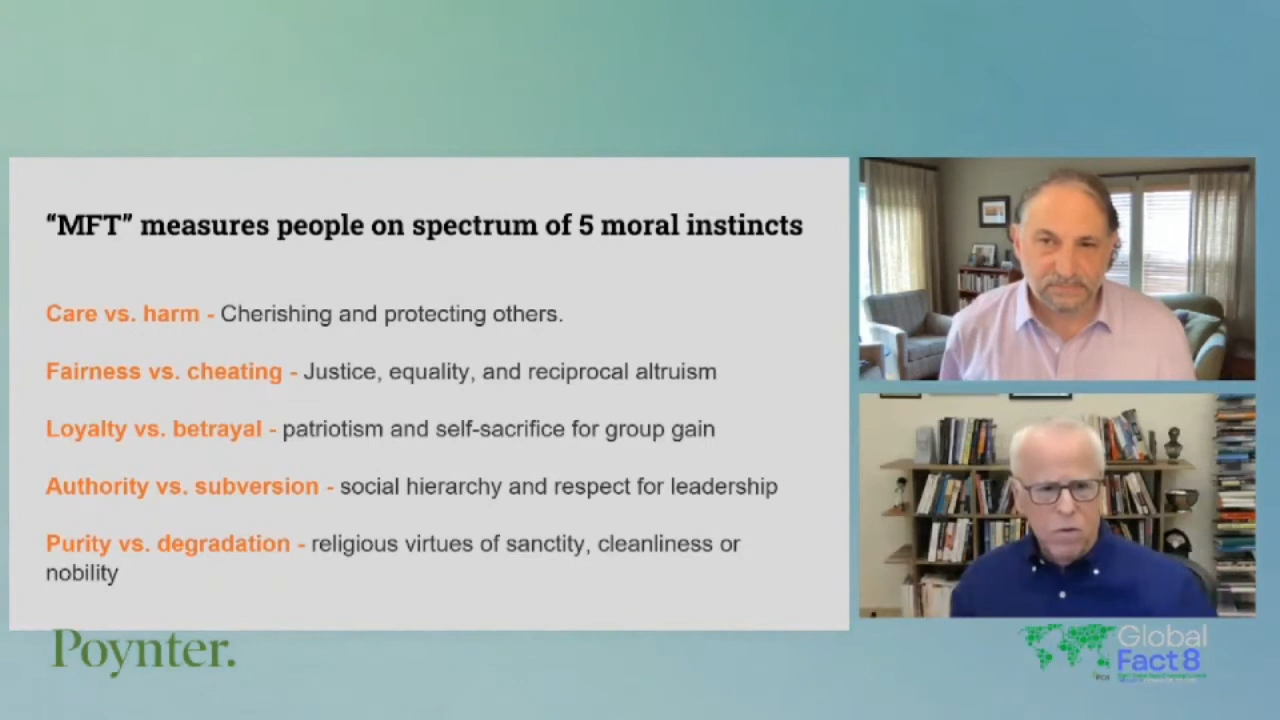 “MFT” measures people on spectrum of 5 moral instincts
Care vs. harm - Cherishing and protecting others.
Fairness vs. cheating - Justice, equality, and reciprocal altruism
Loyalty vs. betrayal - patriotism and self-sacrifice for group gain
Authority vs. subversion - social hierarchy and respect for leadership
Purity vs. degradation - religious virtues of sanctity, cleanliness or
nobility
Poynter.
Global
Fact 8